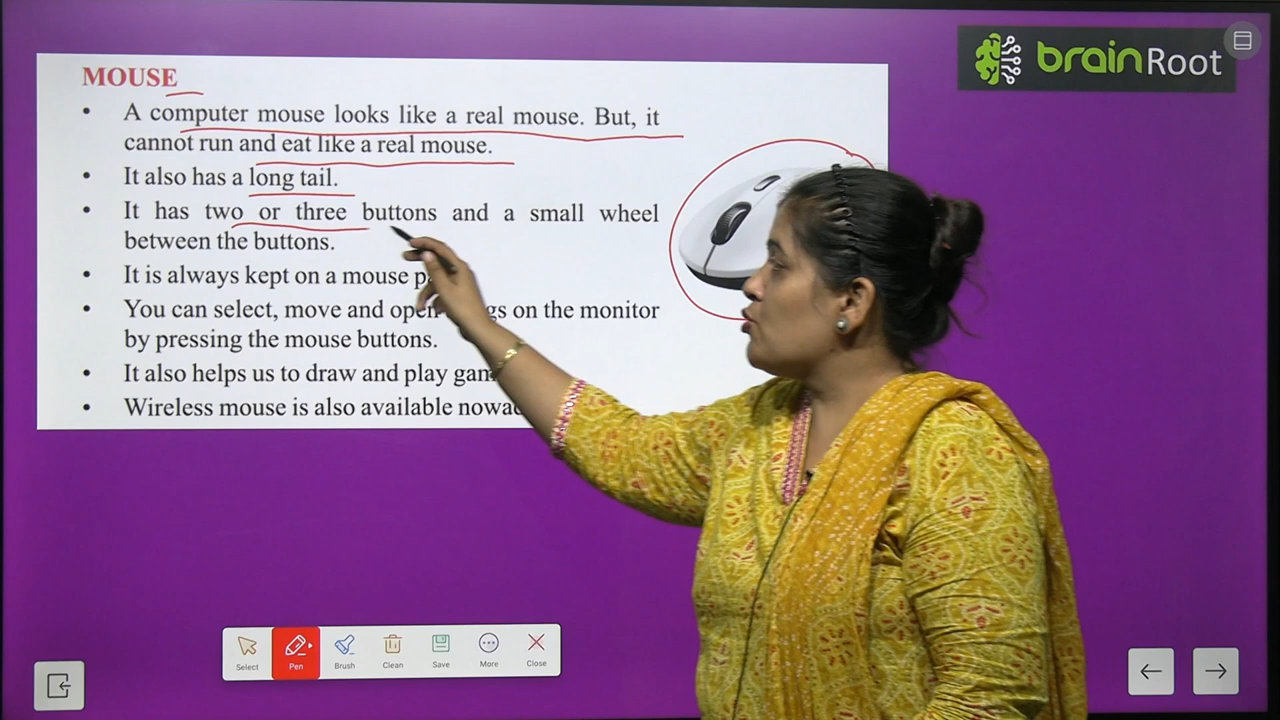 brainRoot
MOUSE
• A computer mouse looks like a real mouse. But, it
cannot run and eat like a real mouse.
• It also has a long tail.
• It has two or three buttons and a small wheel
between the buttons.
• It is always kept on a mouse
• You can select, move and open on the monitor
by pressing the mouse buttons.
• It also helps us to draw and play
• Wireless mouse is also available
Select Pen Brush Clean Save More Close